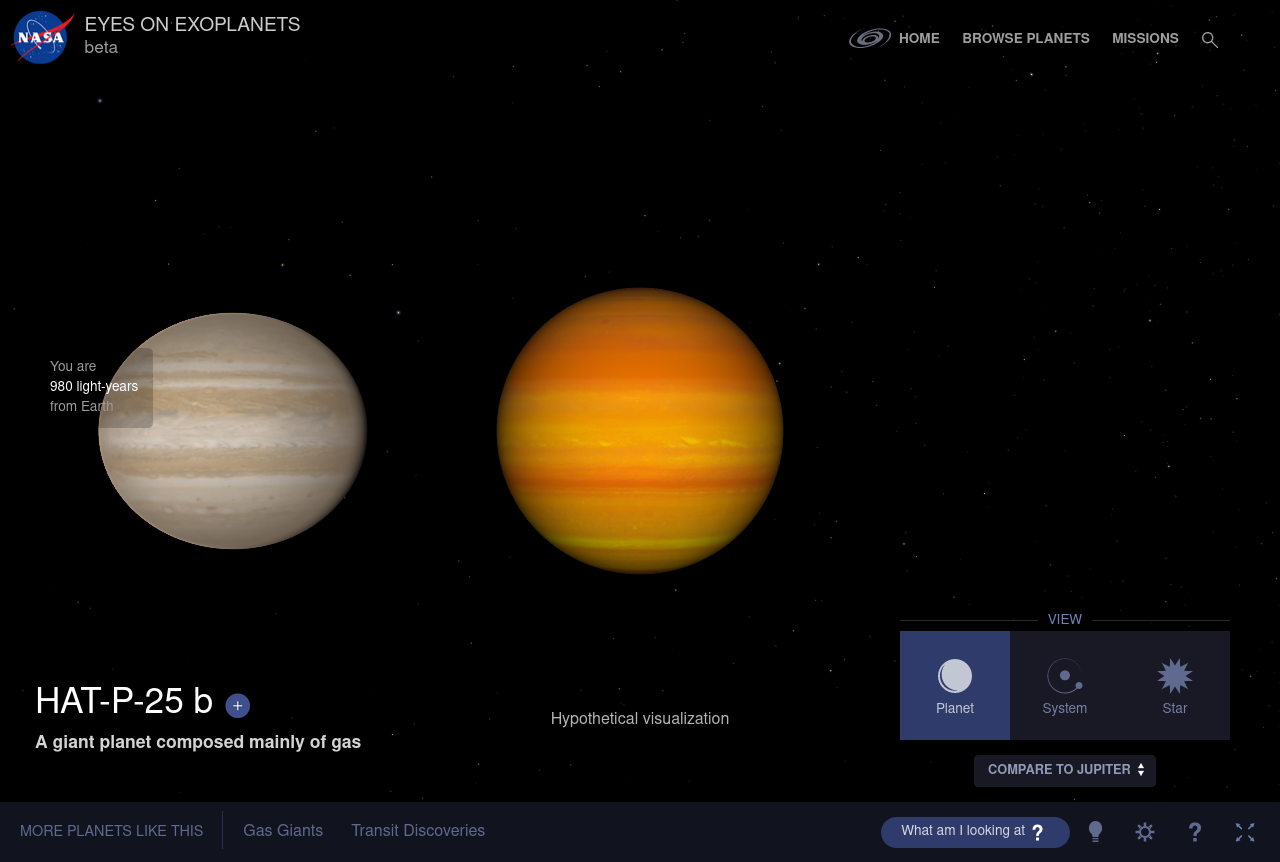 NASA
EYES ON EXOPLANETS
beta
HOME
BROWSE PLANETS
MISSIONS
You are
980 light-years
from Earth
VIEW
Planet
System
Star
HAT-P-25 b +
A giant planet composed mainly of gas
Hypothetical visualization
COMPARE TO JUPITER
MORE PLANETS LIKE THIS
Gas Giants
Transit Discoveries
What am I looking at ?
?